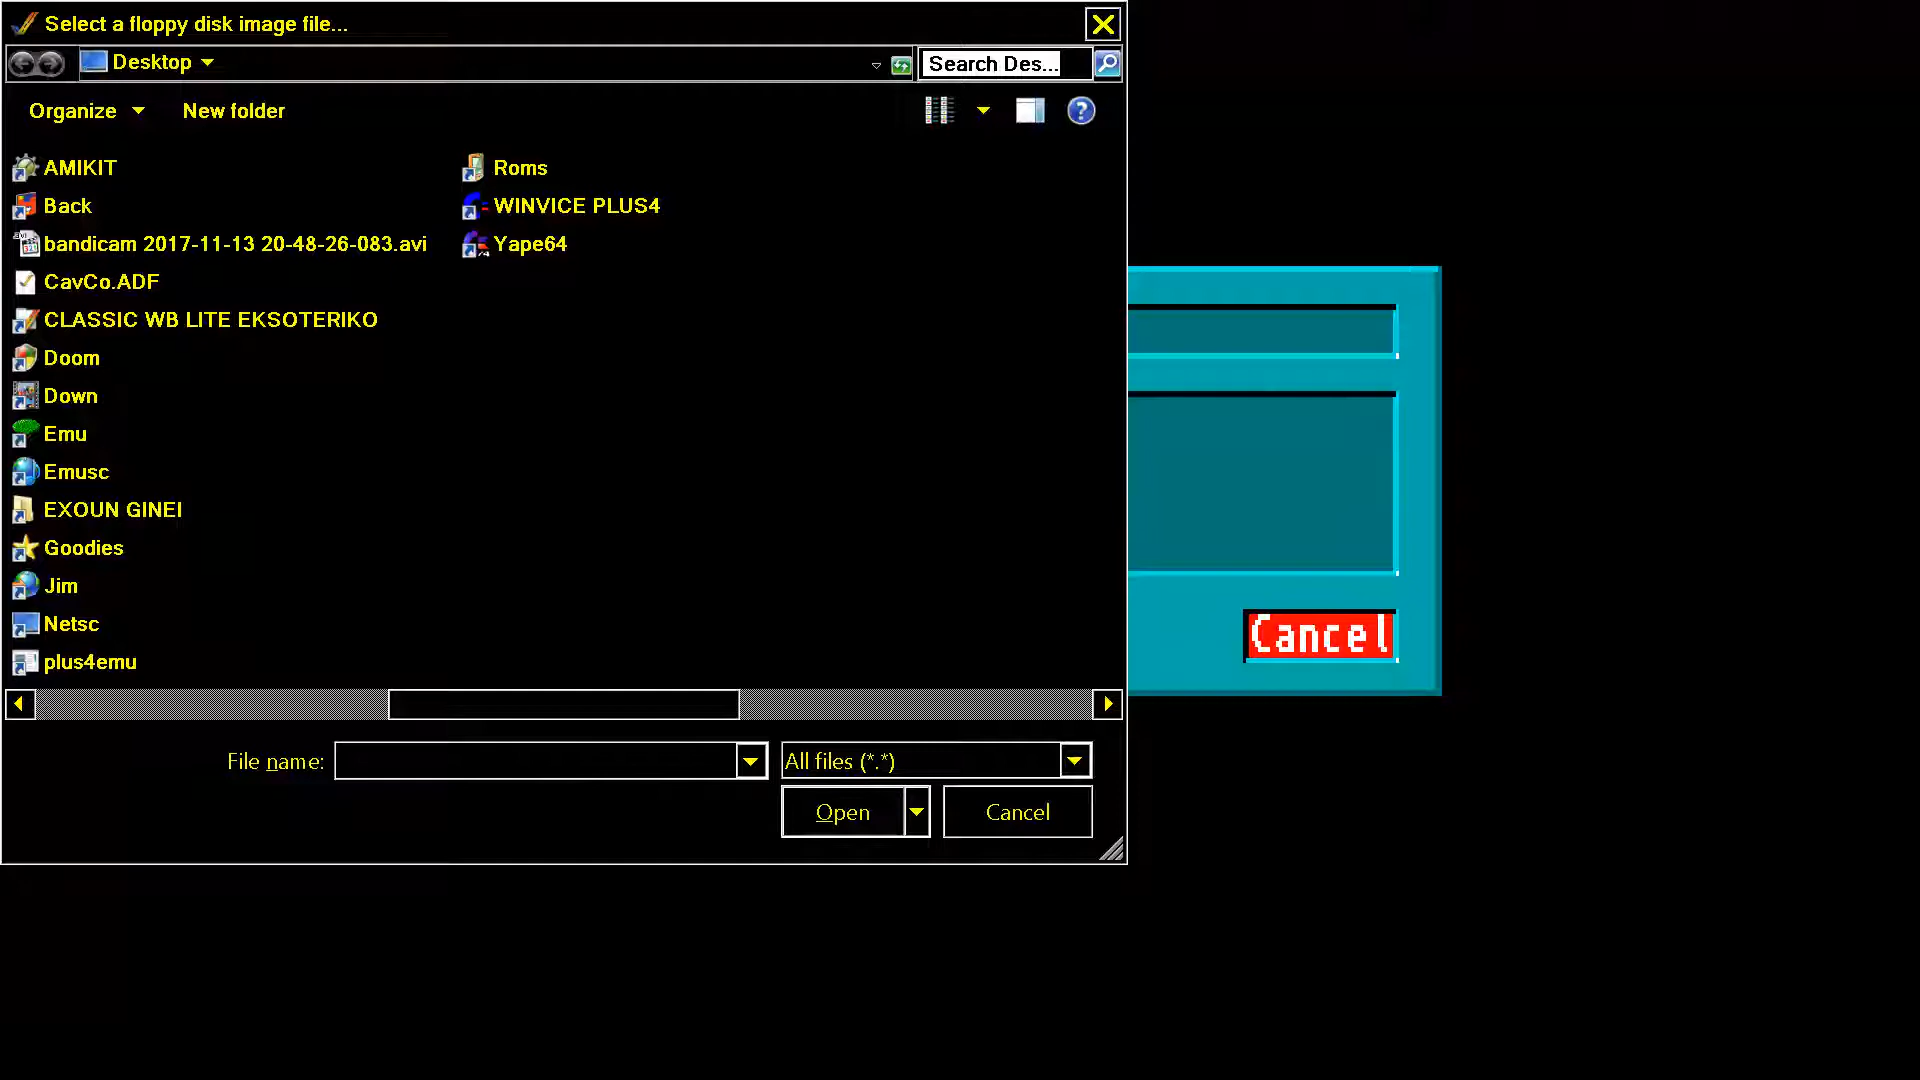 Select a floppy disk image file...
Desktop
Search Des...
Organize
New folder
AMIKIT
Back
bandicam 2017-11-13 20-48-26-083.avi
CavCo.ADF
CLASSIC WB LITE EKSOTERIKO
Doom
Down
Emu
Emusc
EXOUN GINEI
Goodies
Jim
Netsc
plus4emu
Roms
WINVICE PLUS4
Yape64
Cancel
File name:
All files (*.*)
Open
Cancel